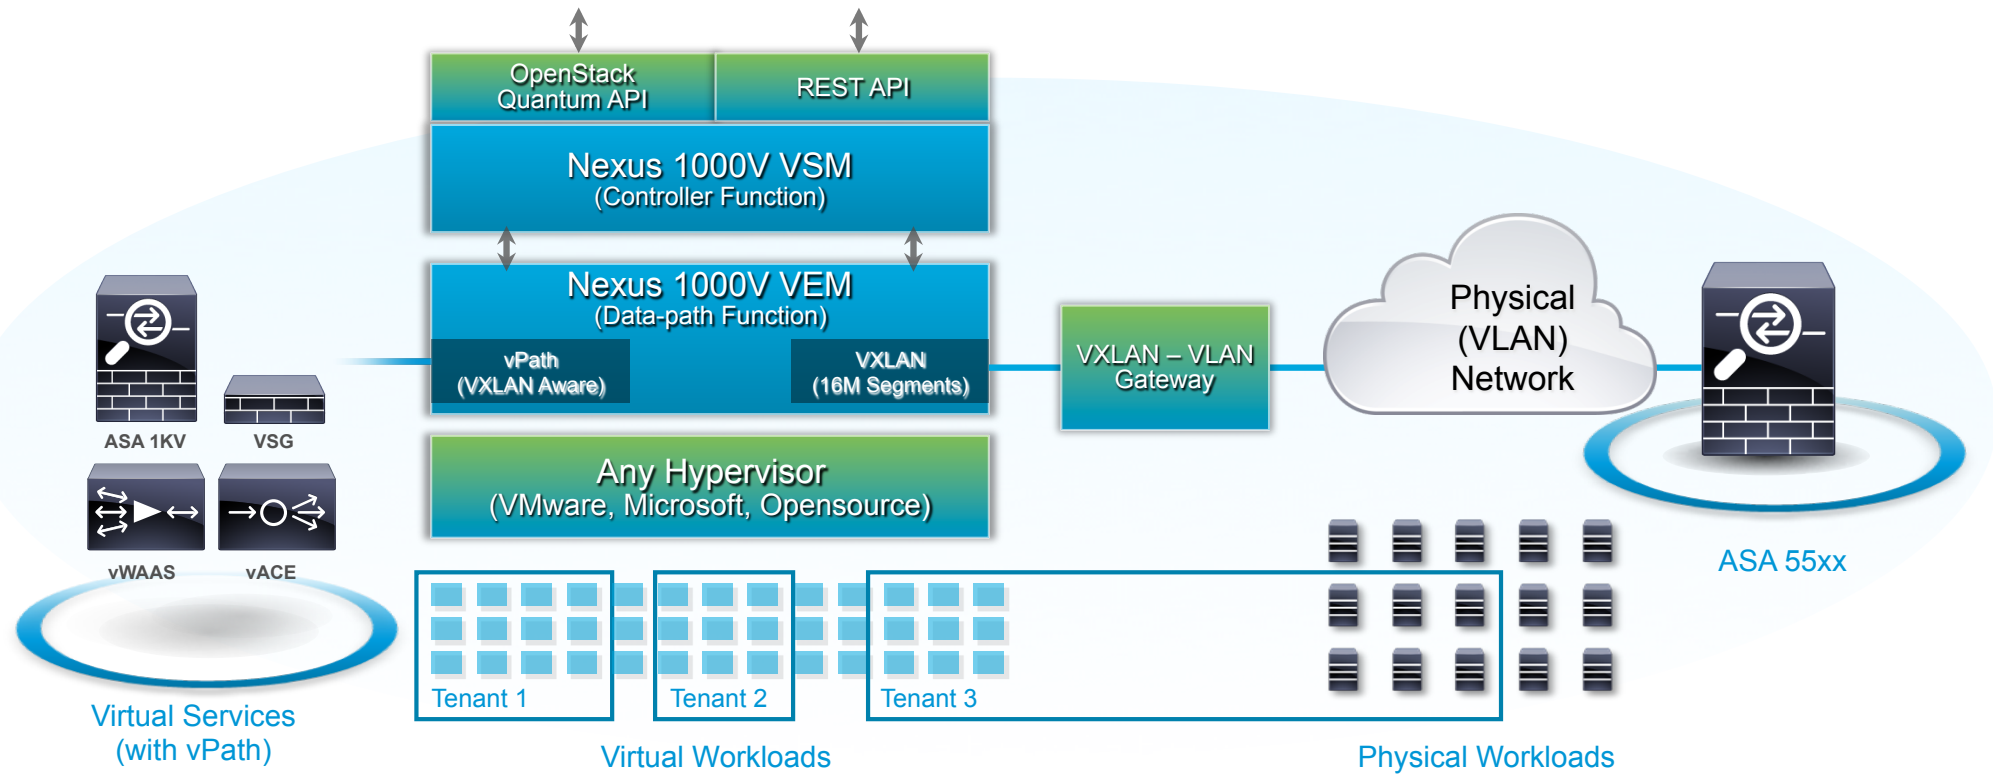 OpenStack
Quantum API
REST API
Nexus 1000V VSM
(Controller Function)
Nexus 1000V VEM
(Data-path Function)
vPath
(VXLAN Aware)
VXLAN
(16M Segments)
VXLAN – VLAN
Gateway
Physical
(VLAN)
Network
ASA 1KV
VSG
vWAAS
vACE
Any Hypervisor
(VMware, Microsoft, Opensource)
ASA 55xx
Tenant 1
Tenant 2
Tenant 3
Virtual Services
(with vPath)
Virtual Workloads
Physical Workloads